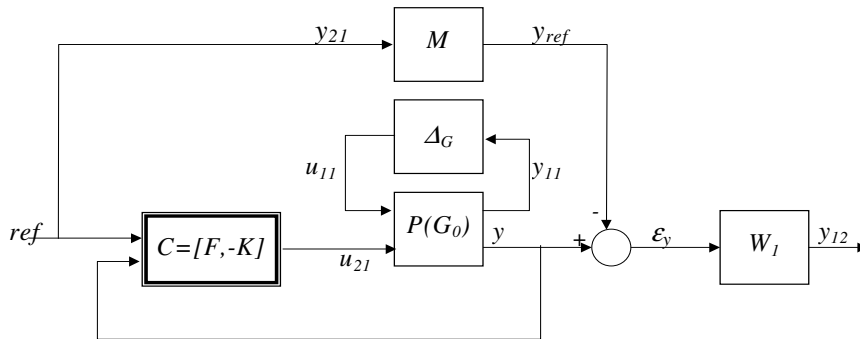 y21 M yref
ΔG
u11 y11
ref C=[F,-K] u21 P(G0) y - + εy W1 y12